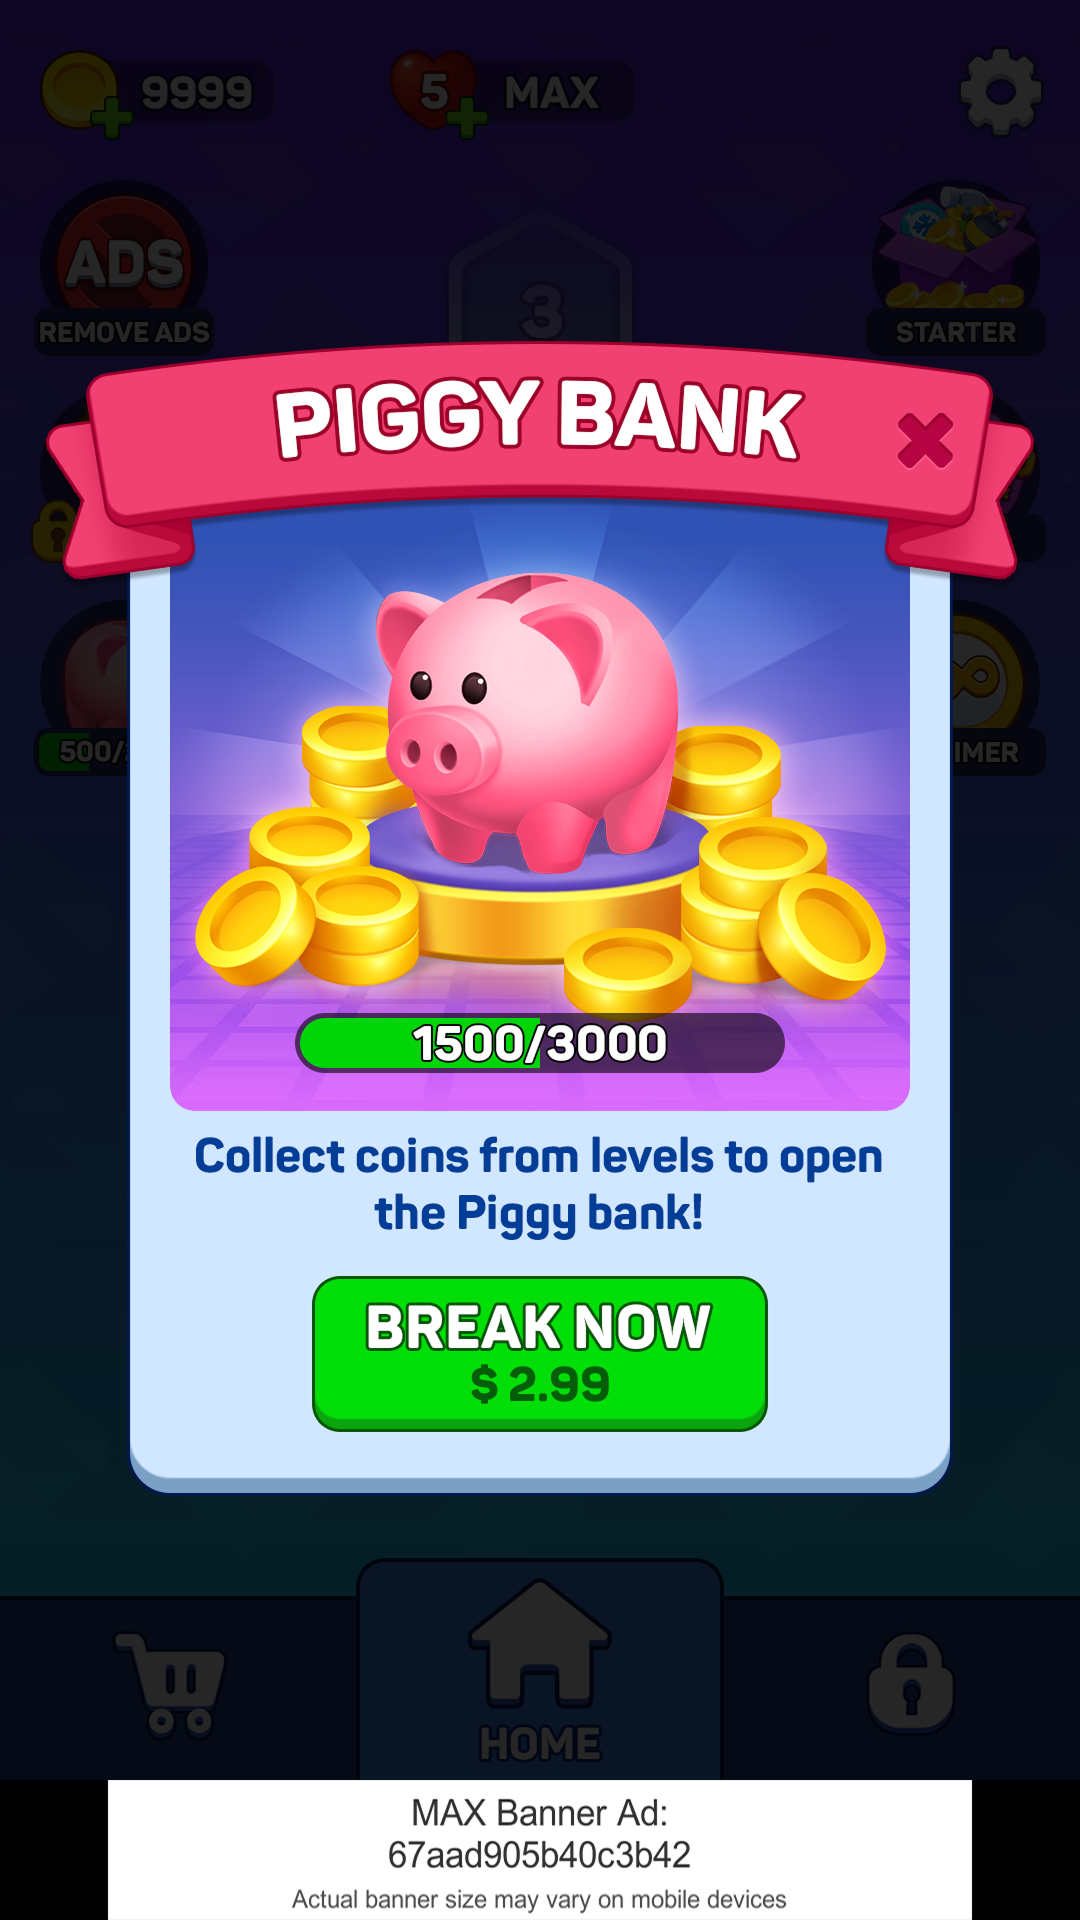 9999
5
MAX
ADS
REMOVE ADS
3
STARTER
PIGGY BANK
500/
IMER
1500/3000
Collect coins from levels to open
the Piggy bank!
BREAK NOW
$ 2.99
HOME
MAX Banner Ad:
67aad905b40c3b42
Actual banner size may vary on mobile devices